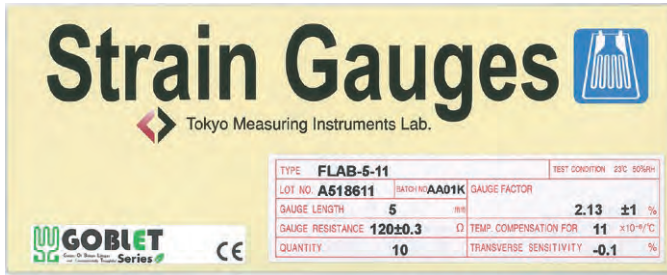 Strain Gauges
Tokyo Measuring Instruments Lab.
TYPE FLAB-5-11 TEST CONDITION 23°C 50%RH
LOT NO. A518611 BATCH NO AA01K GAUGE FACTOR
GAUGE LENGTH 5 mm 2.13 ±1 %
GAUGE RESISTANCE 120±0.3 Ω TEMP. COMPENSATION FOR 11 ×10⁻⁶/°C
QUANTITY 10 TRANSVERSE SENSITIVITY -0.1 %
GOBLET
Series
CE